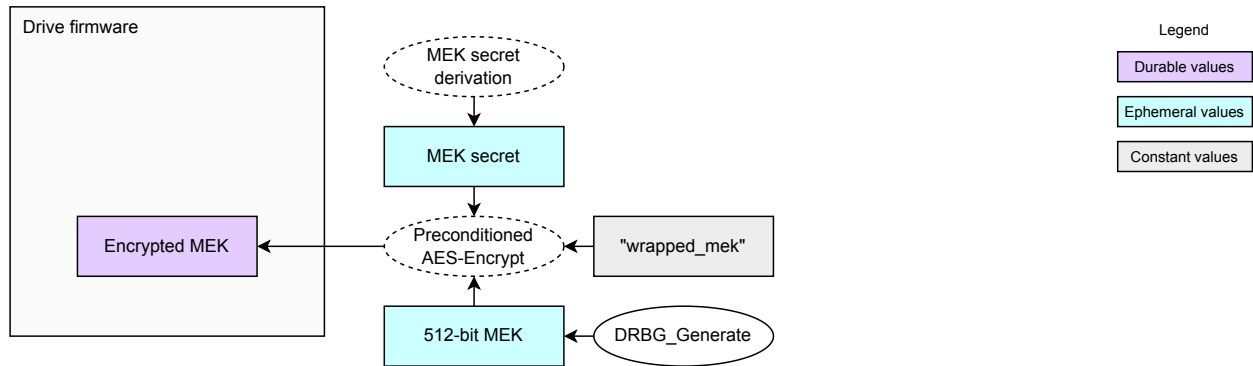 Drive firmware
MEK secret
derivation
MEK secret
Encrypted MEK
Preconditioned
AES-Encrypt
"wrapped_mek"
512-bit MEK
DRBG_Generate
Legend
Durable values
Ephemeral values
Constant values